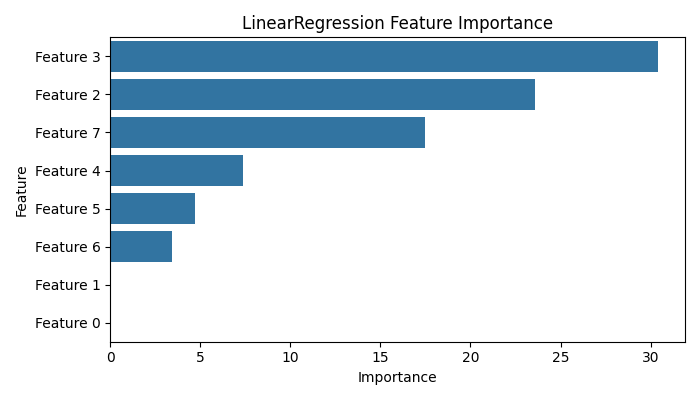 LinearRegression Feature Importance
Feature 3
Feature 2
Feature 7
Feature 4
Feature 5
Feature 6
Feature 1
Feature 0
Feature
0 5 10 15 20 25 30
Importance